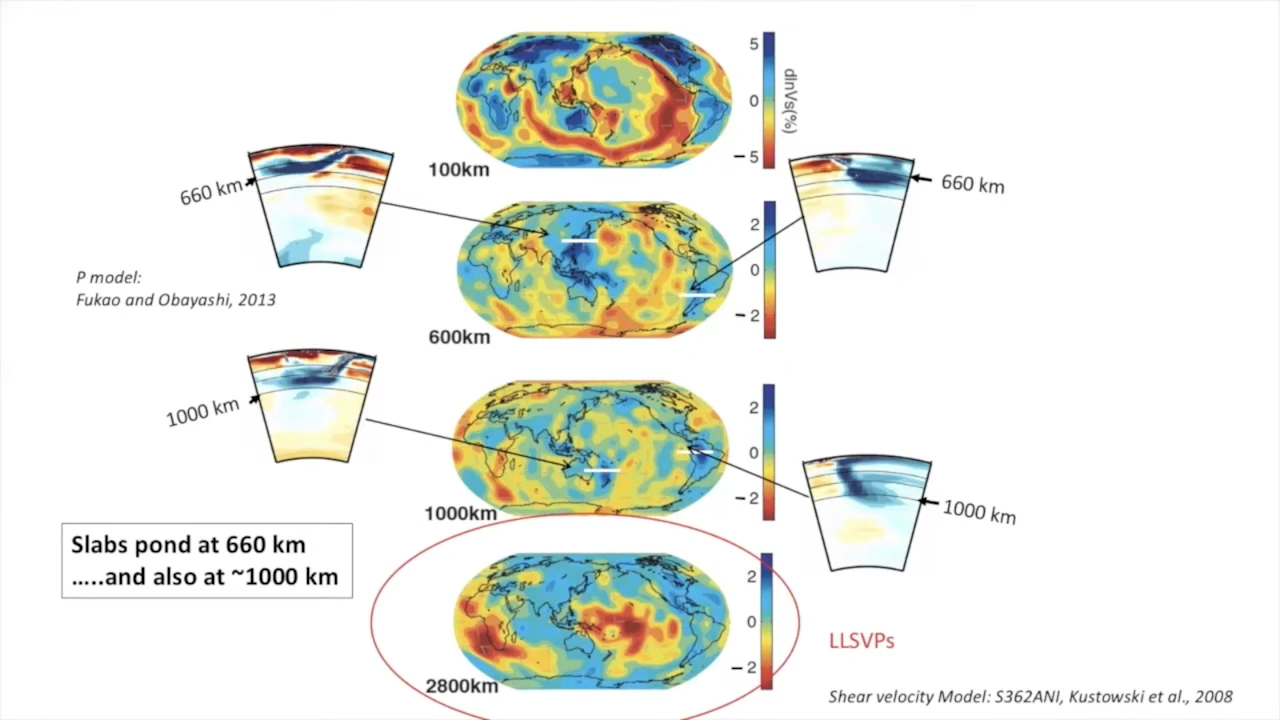 5
0
−5
dlnVs(%)
100km
660 km
660 km
2
0
−2
600km
P model:
Fukao and Obayashi, 2013
1000 km
2
0
−2
1000km
1000 km
Slabs pond at 660 km
…..and also at ~1000 km
2
0
−2
2800km
LLSVPs
Shear velocity Model: S362ANI, Kustowski et al., 2008